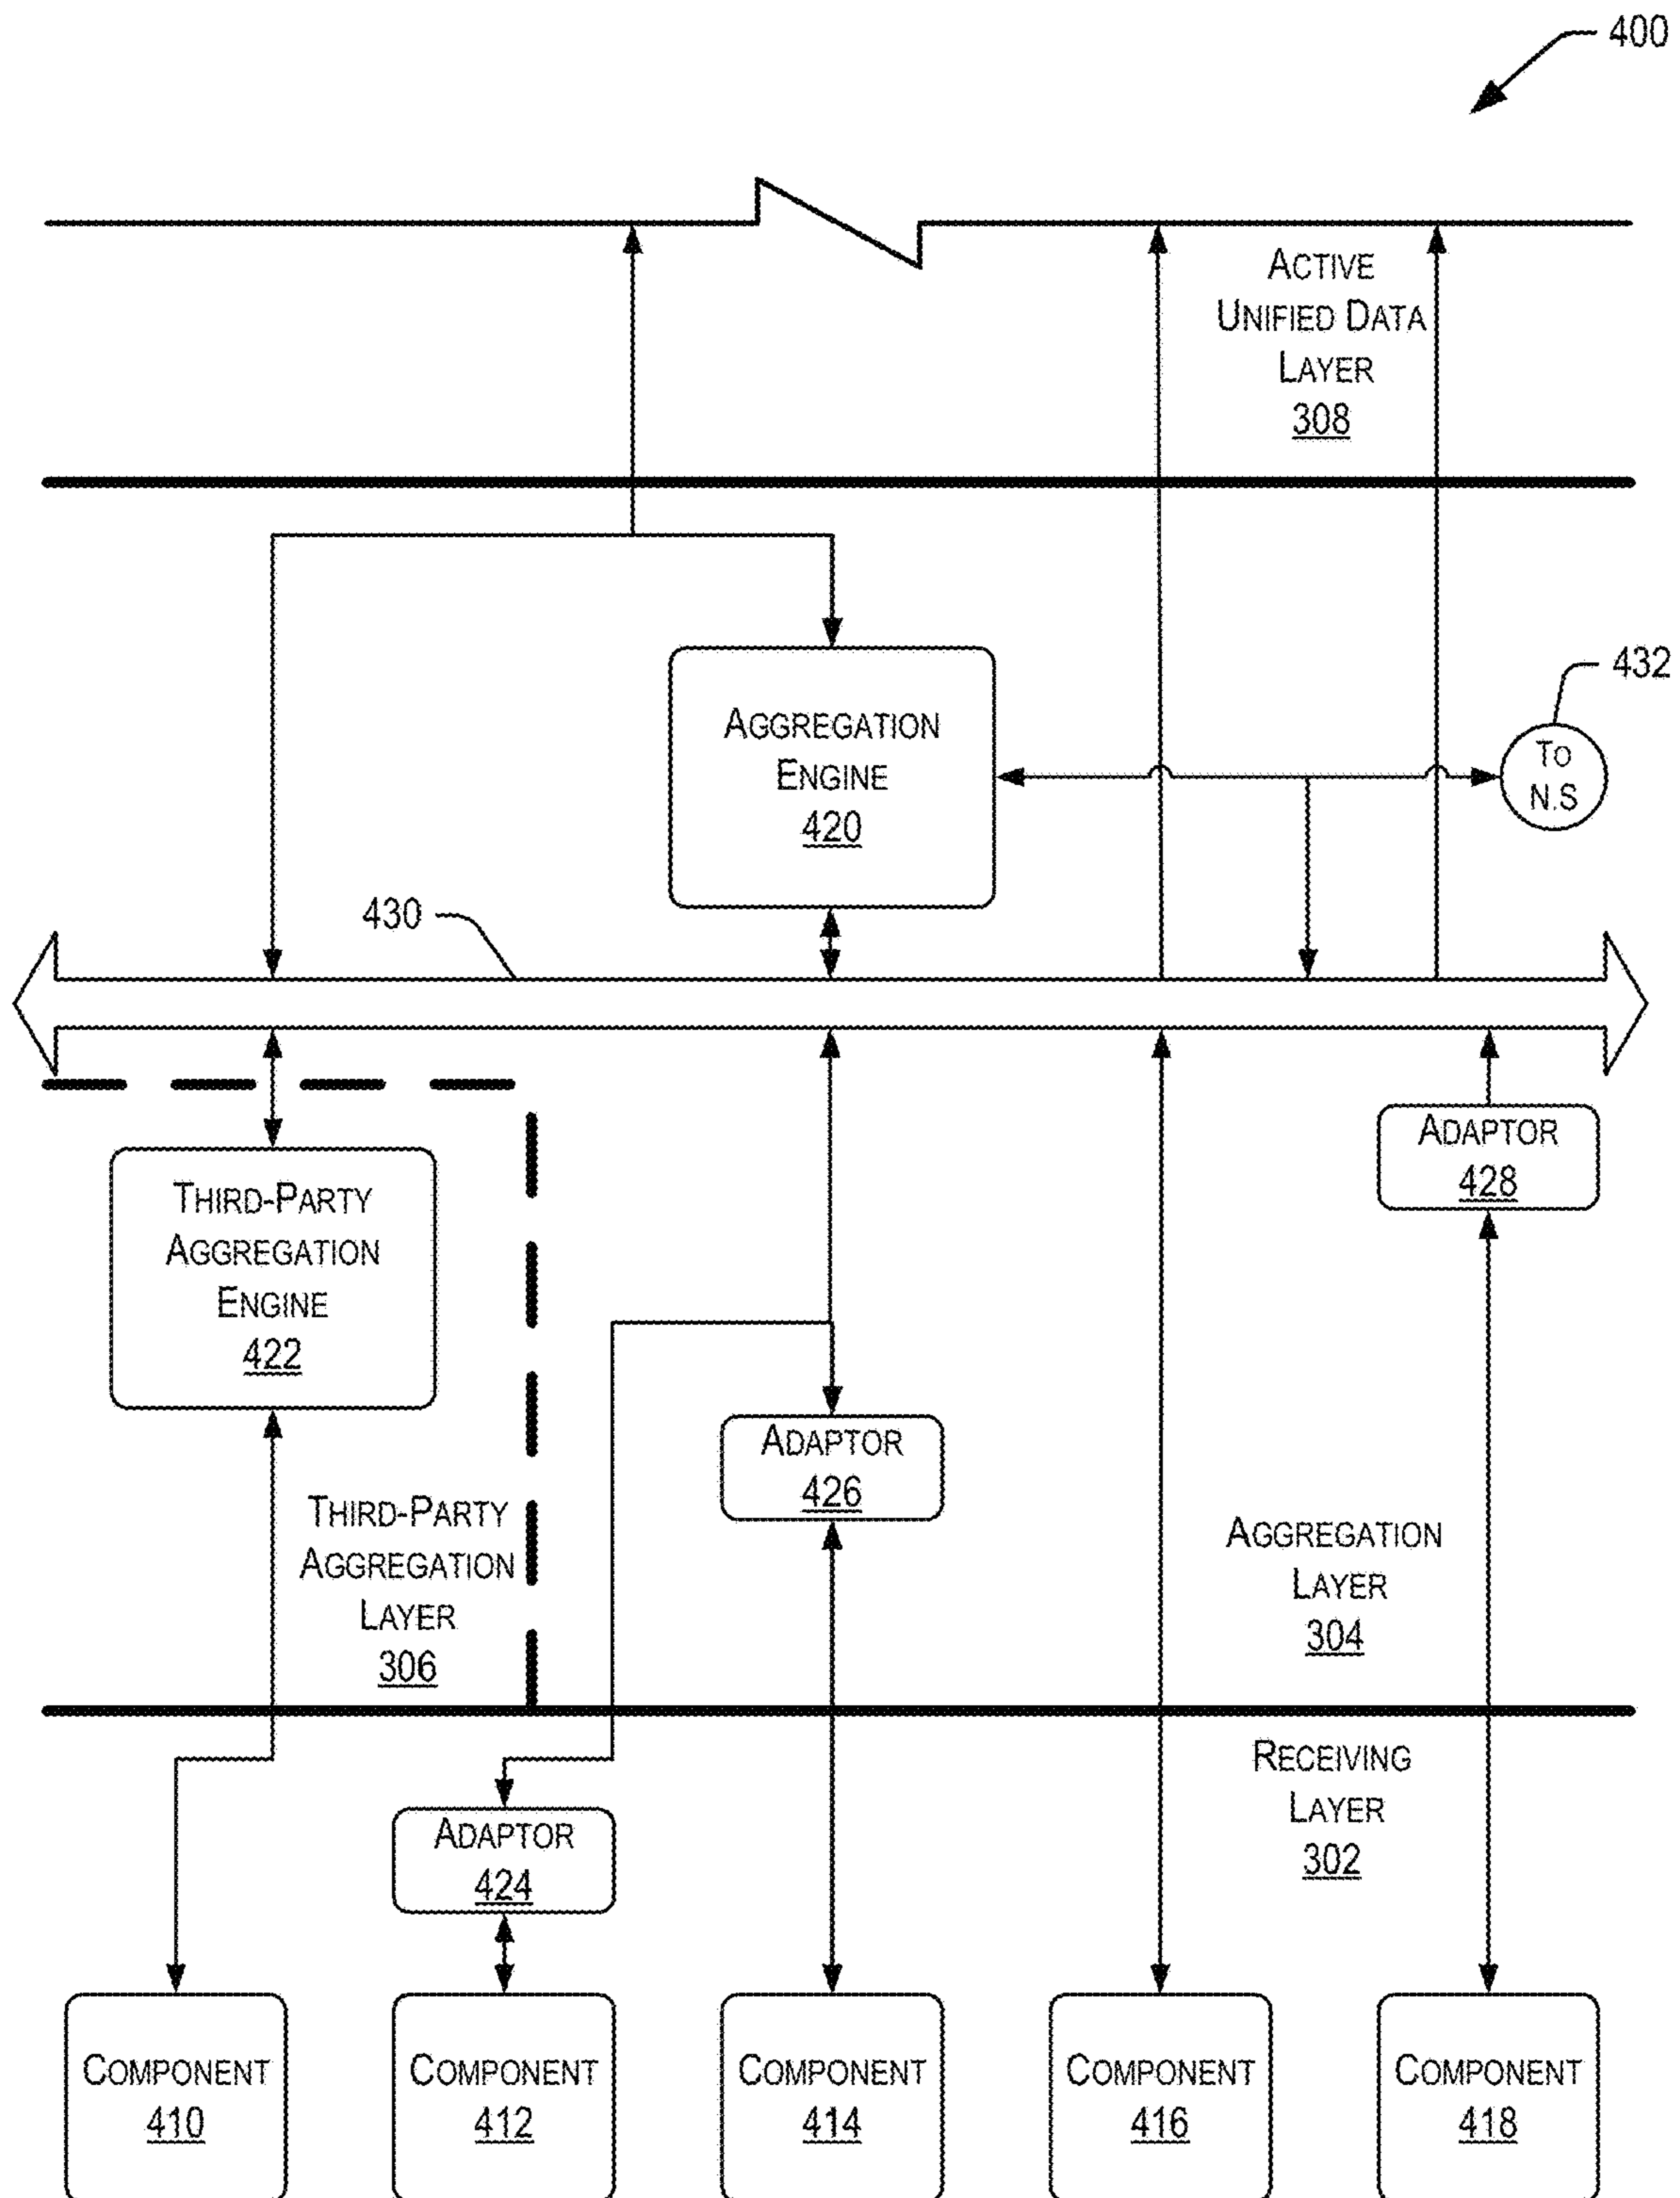 400
ACTIVE
UNIFIED DATA
LAYER
308
432
AGGREGATION
ENGINE
420
TO
N.S
430
ADAPTOR
428
THIRD-PARTY
AGGREGATION
ENGINE
422
ADAPTOR
426
THIRD-PARTY
AGGREGATION
LAYER
306
AGGREGATION
LAYER
304
RECEIVING
LAYER
302
ADAPTOR
424
COMPONENT
410
COMPONENT
412
COMPONENT
414
COMPONENT
416
COMPONENT
418